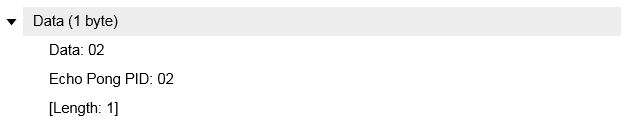 Data (1 byte)
Data: 02
Echo Pong PID: 02
[Length: 1]